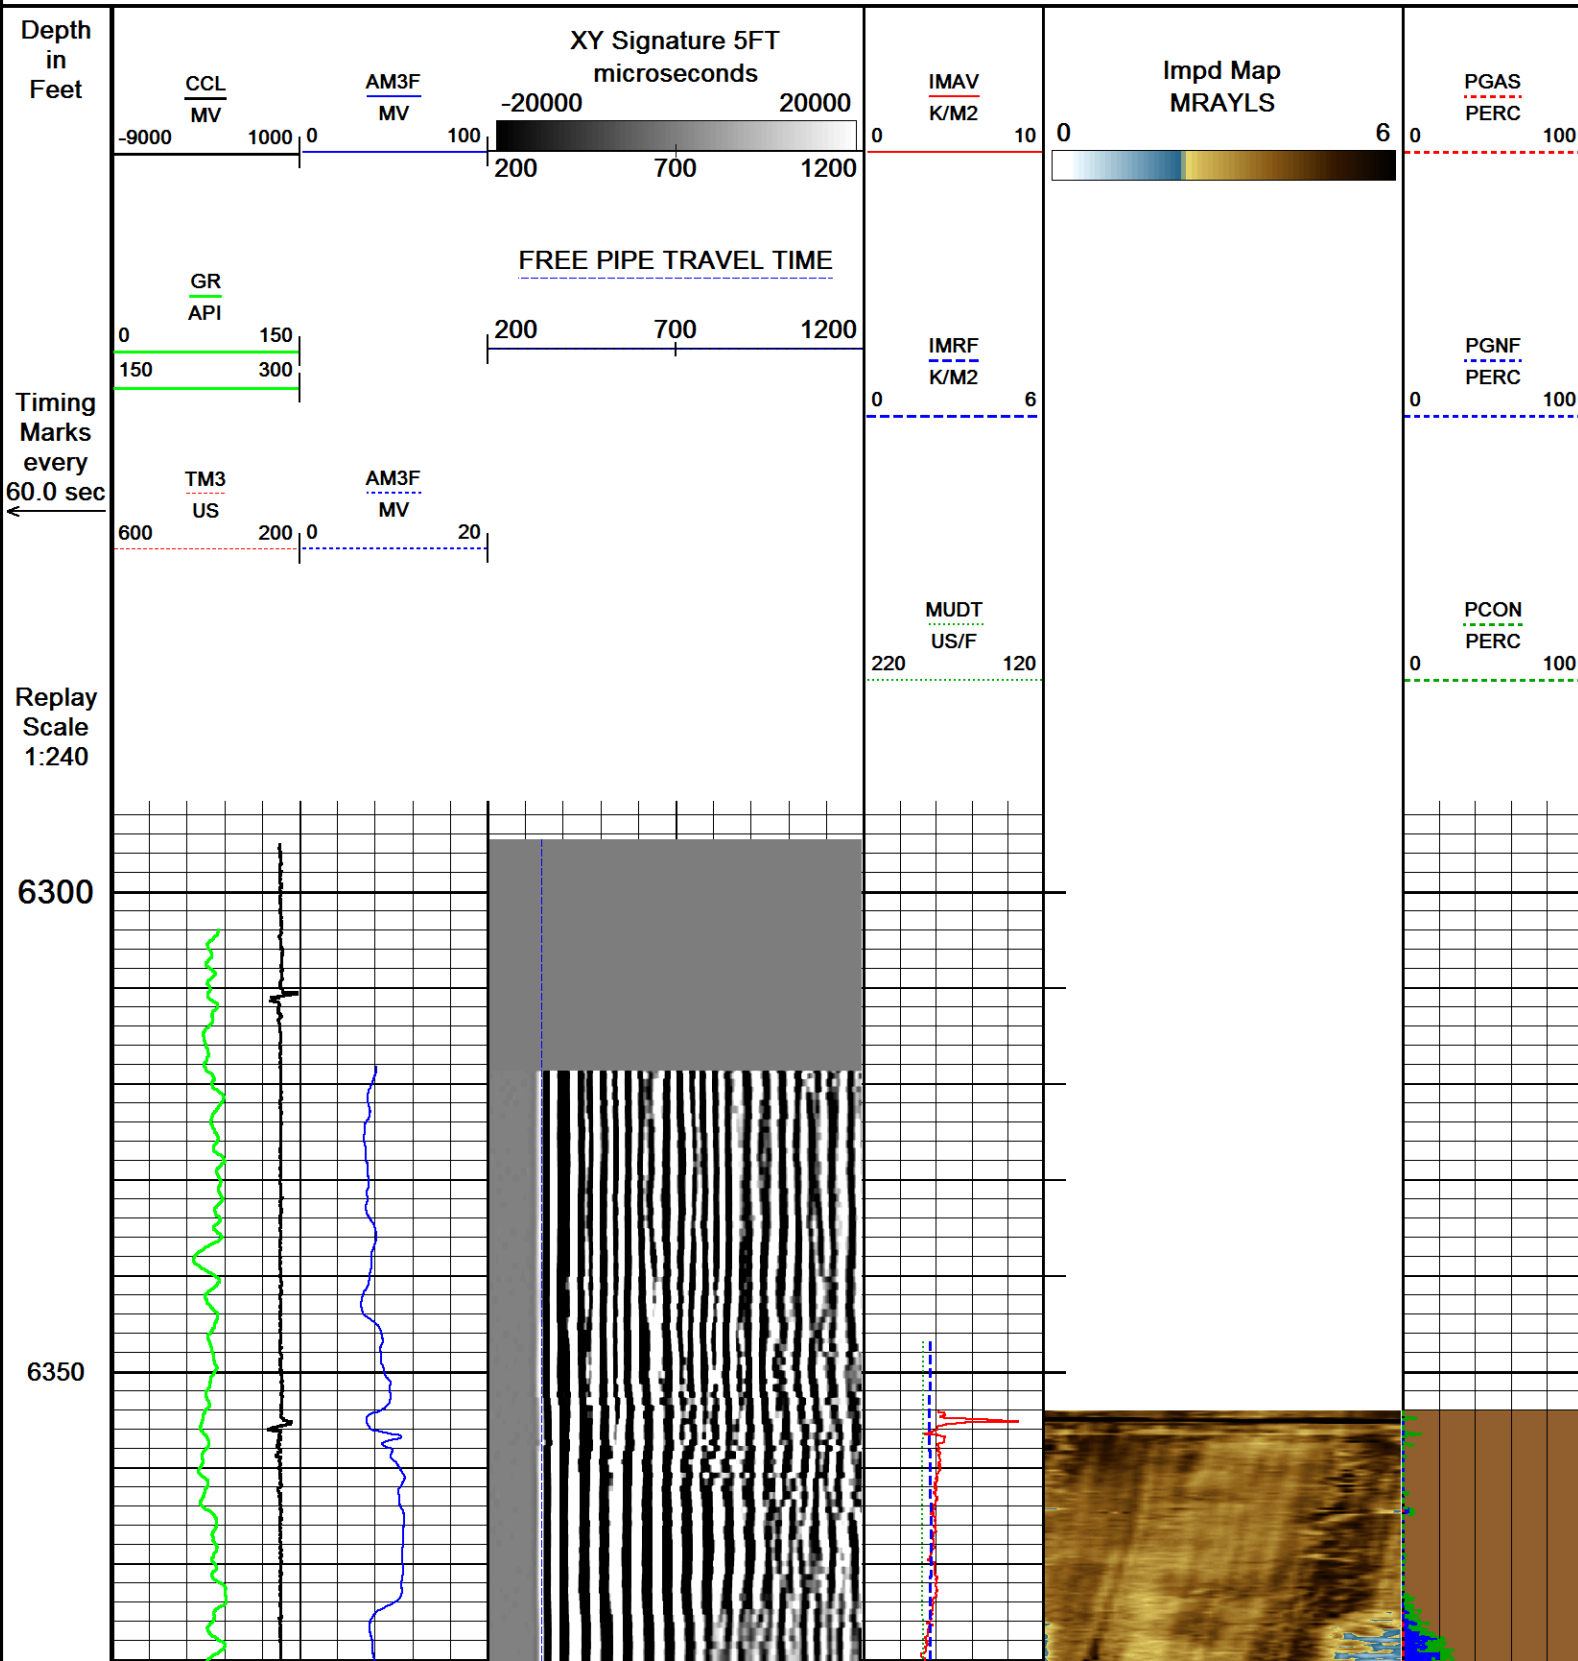 Depth
in
Feet
CCL
MV
-9000 1000
AM3F
MV
0 100
XY Signature 5FT
microseconds
-20000 20000
200 700 1200
IMAV
K/M2
0 10
Impd Map
MRAYLS
0 6
PGAS
PERC
0 100
GR
API
0 150
150 300
FREE PIPE TRAVEL TIME
200 700 1200
IMRF
K/M2
0 6
PGNF
PERC
0 100
Timing
Marks
every
60.0 sec
TM3
US
600 200
AM3F
MV
0 20
MUDT
US/F
220 120
PCON
PERC
0 100
Replay
Scale
1:240
6300
6350